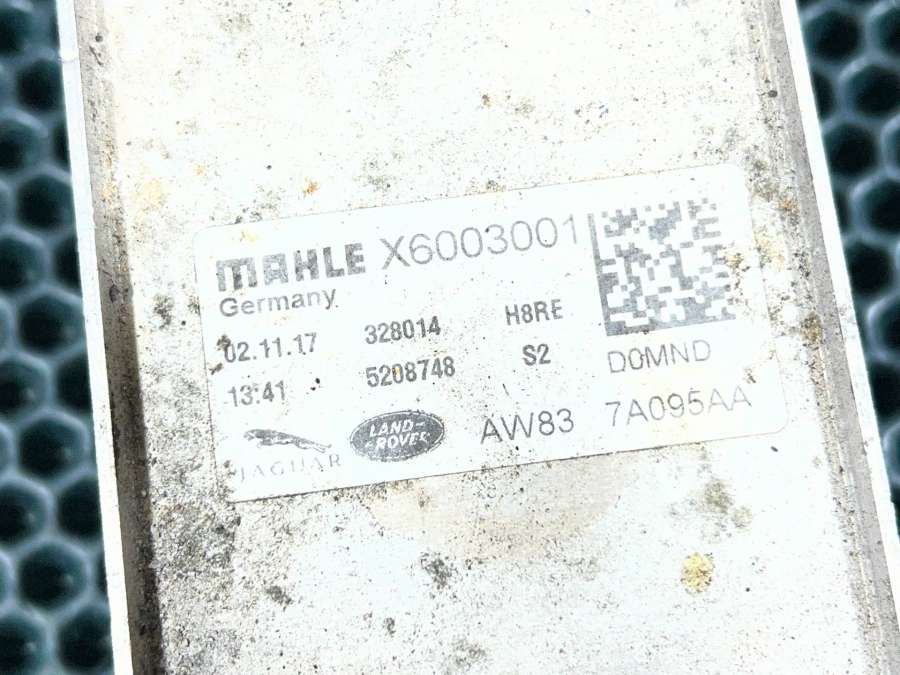 MAHLE X6003001
Germany
02.11.17 328014 H8RE
13:41 5208748 S2 D0MND
JAGUAR LAND-ROVER AW83 7A095AA